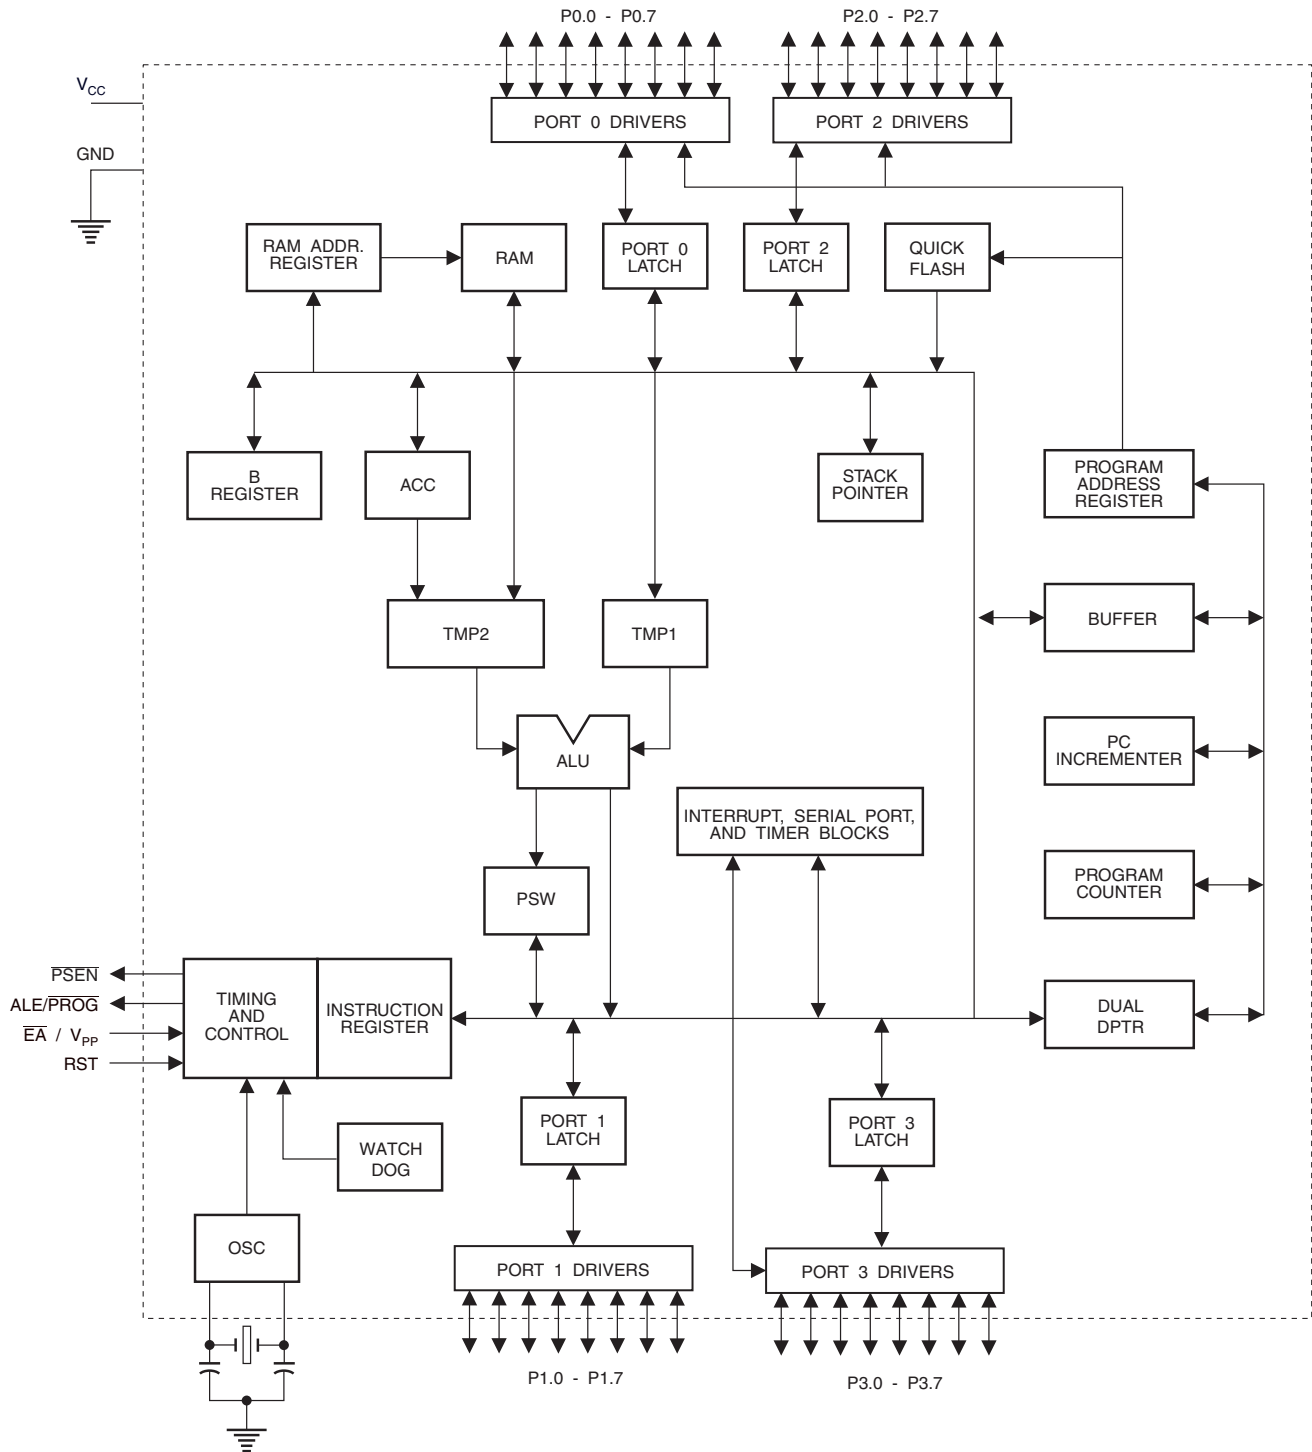 P0.0 - P0.7
P2.0 - P2.7
VCC
PORT 0 DRIVERS
PORT 2 DRIVERS
GND
RAM ADDR.
REGISTER
RAM
PORT 0
LATCH
PORT 2
LATCH
QUICK
FLASH
B
REGISTER
ACC
STACK
POINTER
PROGRAM
ADDRESS
REGISTER
TMP2
TMP1
BUFFER
ALU
PC
INCREMENTER
INTERRUPT, SERIAL PORT,
AND TIMER BLOCKS
PSW
PROGRAM
COUNTER
PSEN
ALE/PROG
EA / VPP
RST
TIMING
AND
CONTROL
INSTRUCTION
REGISTER
DUAL
DPTR
WATCH
DOG
PORT 1
LATCH
PORT 3
LATCH
OSC
PORT 1 DRIVERS
PORT 3 DRIVERS
P1.0 - P1.7
P3.0 - P3.7